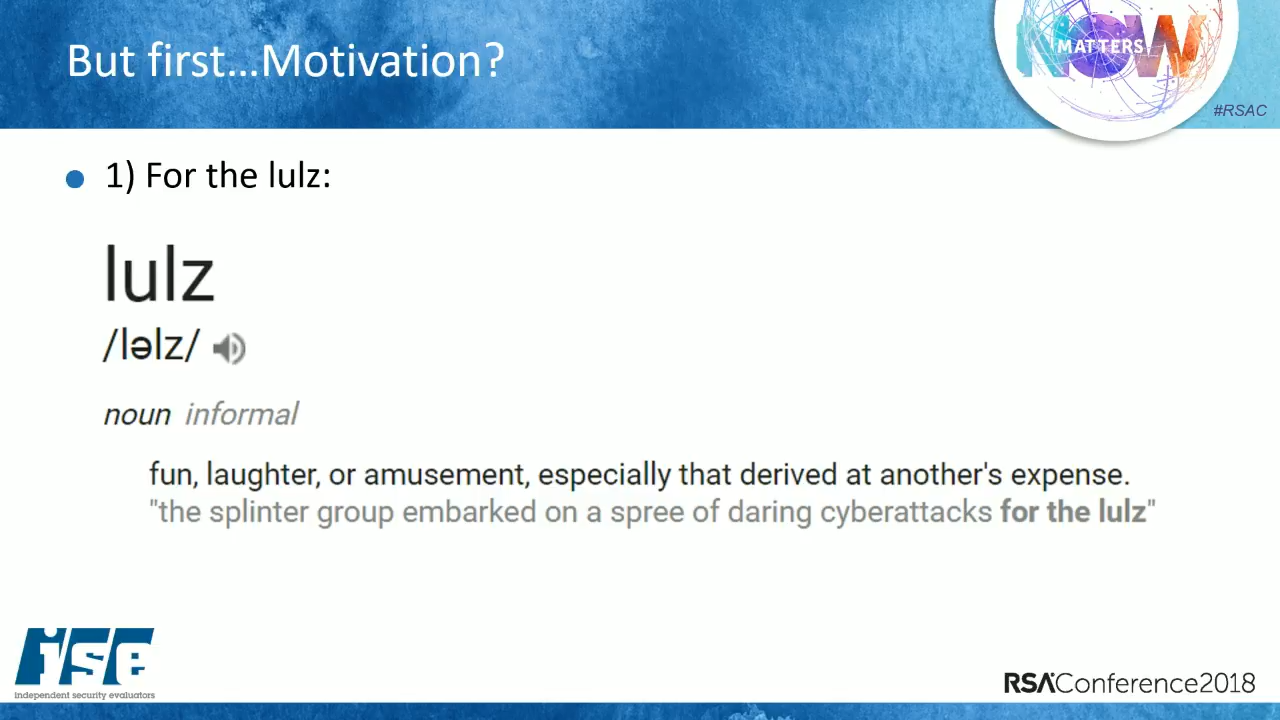 But first...Motivation?
NOW
MATTERS
#RSAC
1) For the lulz:
lulz
/ləlz/
noun informal
fun, laughter, or amusement, especially that derived at another's expense.
"the splinter group embarked on a spree of daring cyberattacks for the lulz"
ise
independent security evaluators
RSAConference2018